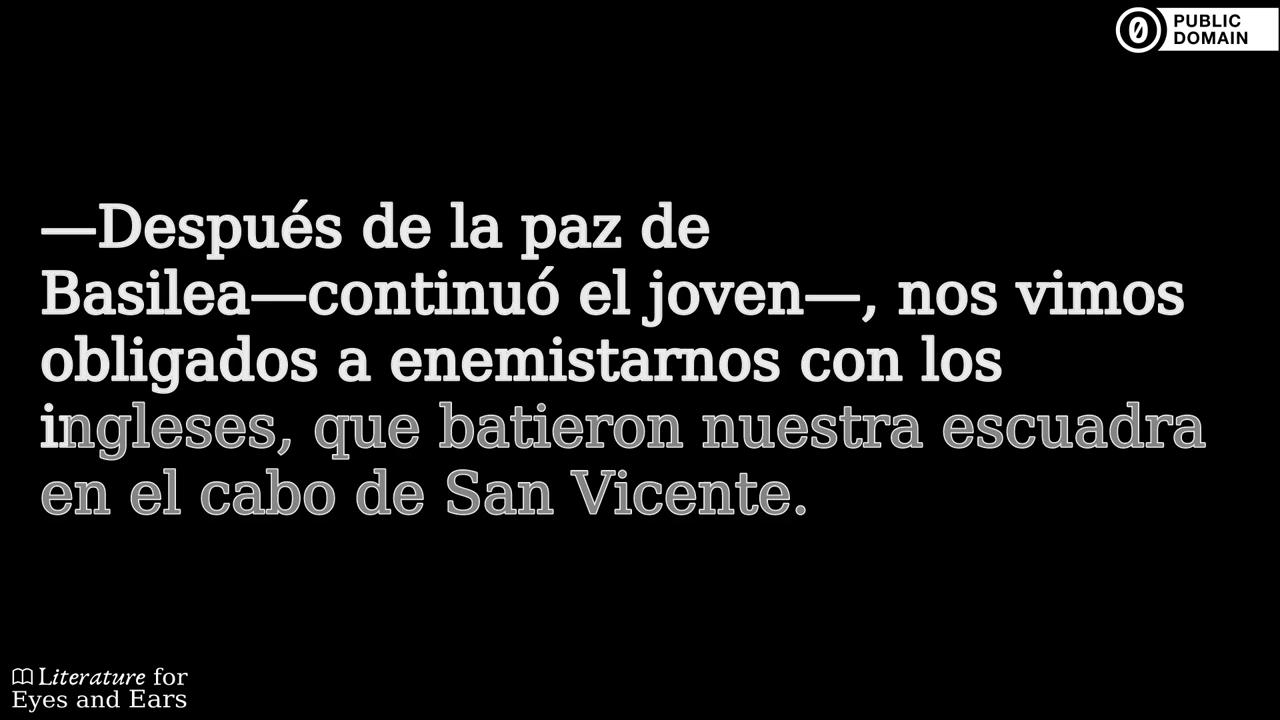 PUBLIC
DOMAIN
—Después de la paz de
Basilea—continuó el joven—, nos vimos
obligados a enemistarnos con los
ingleses, que batieron nuestra escuadra
en el cabo de San Vicente.
Literature for
Eyes and Ears